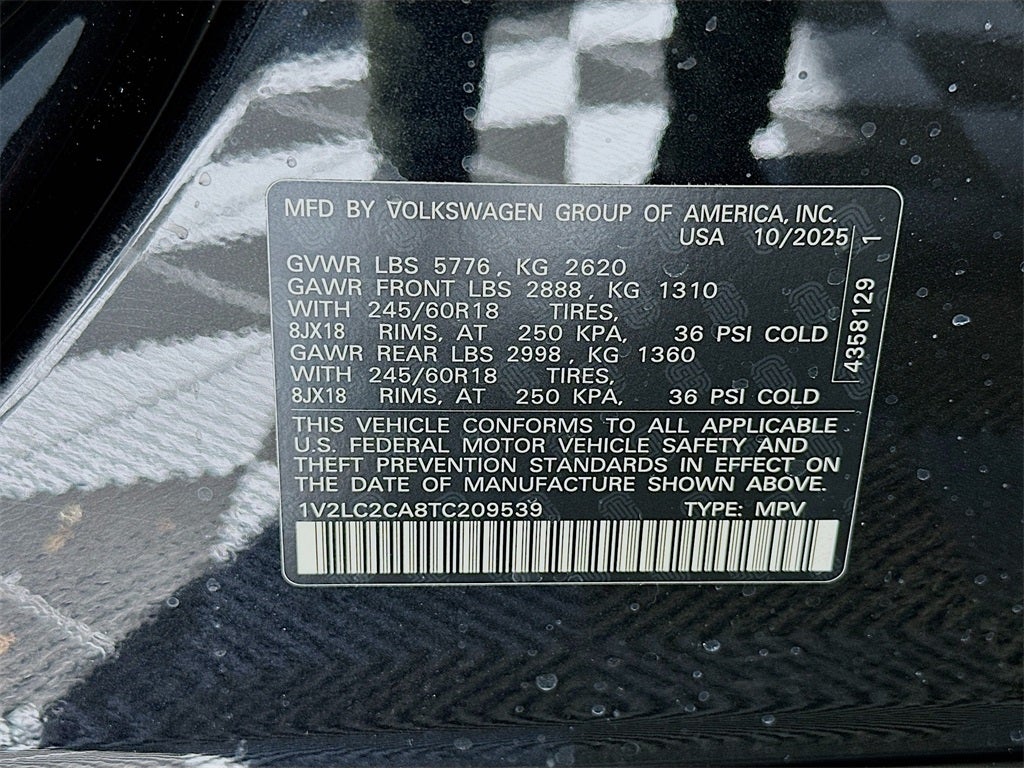 MFD BY VOLKSWAGEN GROUP OF AMERICA, INC.
USA 10/2025
GVWR LBS 5776, KG 2620
GAWR FRONT LBS 2888, KG 1310
WITH 245/60R18 TIRES,
8JX18 RIMS, AT 250 KPA, 36 PSI COLD
GAWR REAR LBS 2998, KG 1360
WITH 245/60R18 TIRES,
8JX18 RIMS, AT 250 KPA, 36 PSI COLD
THIS VEHICLE CONFORMS TO ALL APPLICABLE
U.S. FEDERAL MOTOR VEHICLE SAFETY AND
THEFT PREVENTION STANDARDS IN EFFECT ON
THE DATE OF MANUFACTURE SHOWN ABOVE.
1V2LC2CA8TC209539 TYPE: MPV
4358129 1